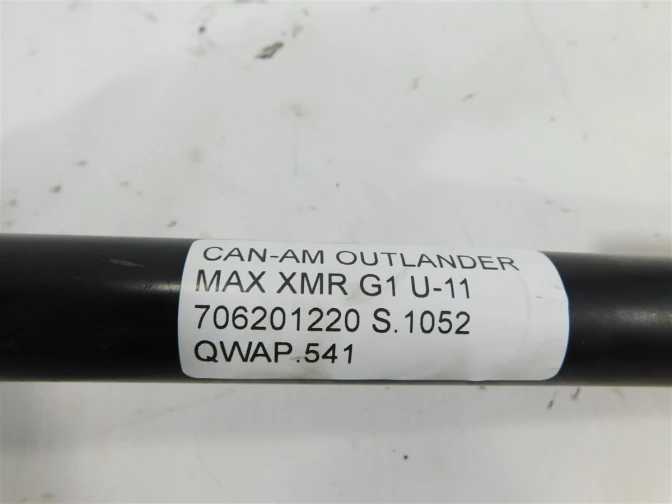 CAN-AM OUTLANDER
MAX XMR G1 U-11
706201220 S.1052
QWAP.541